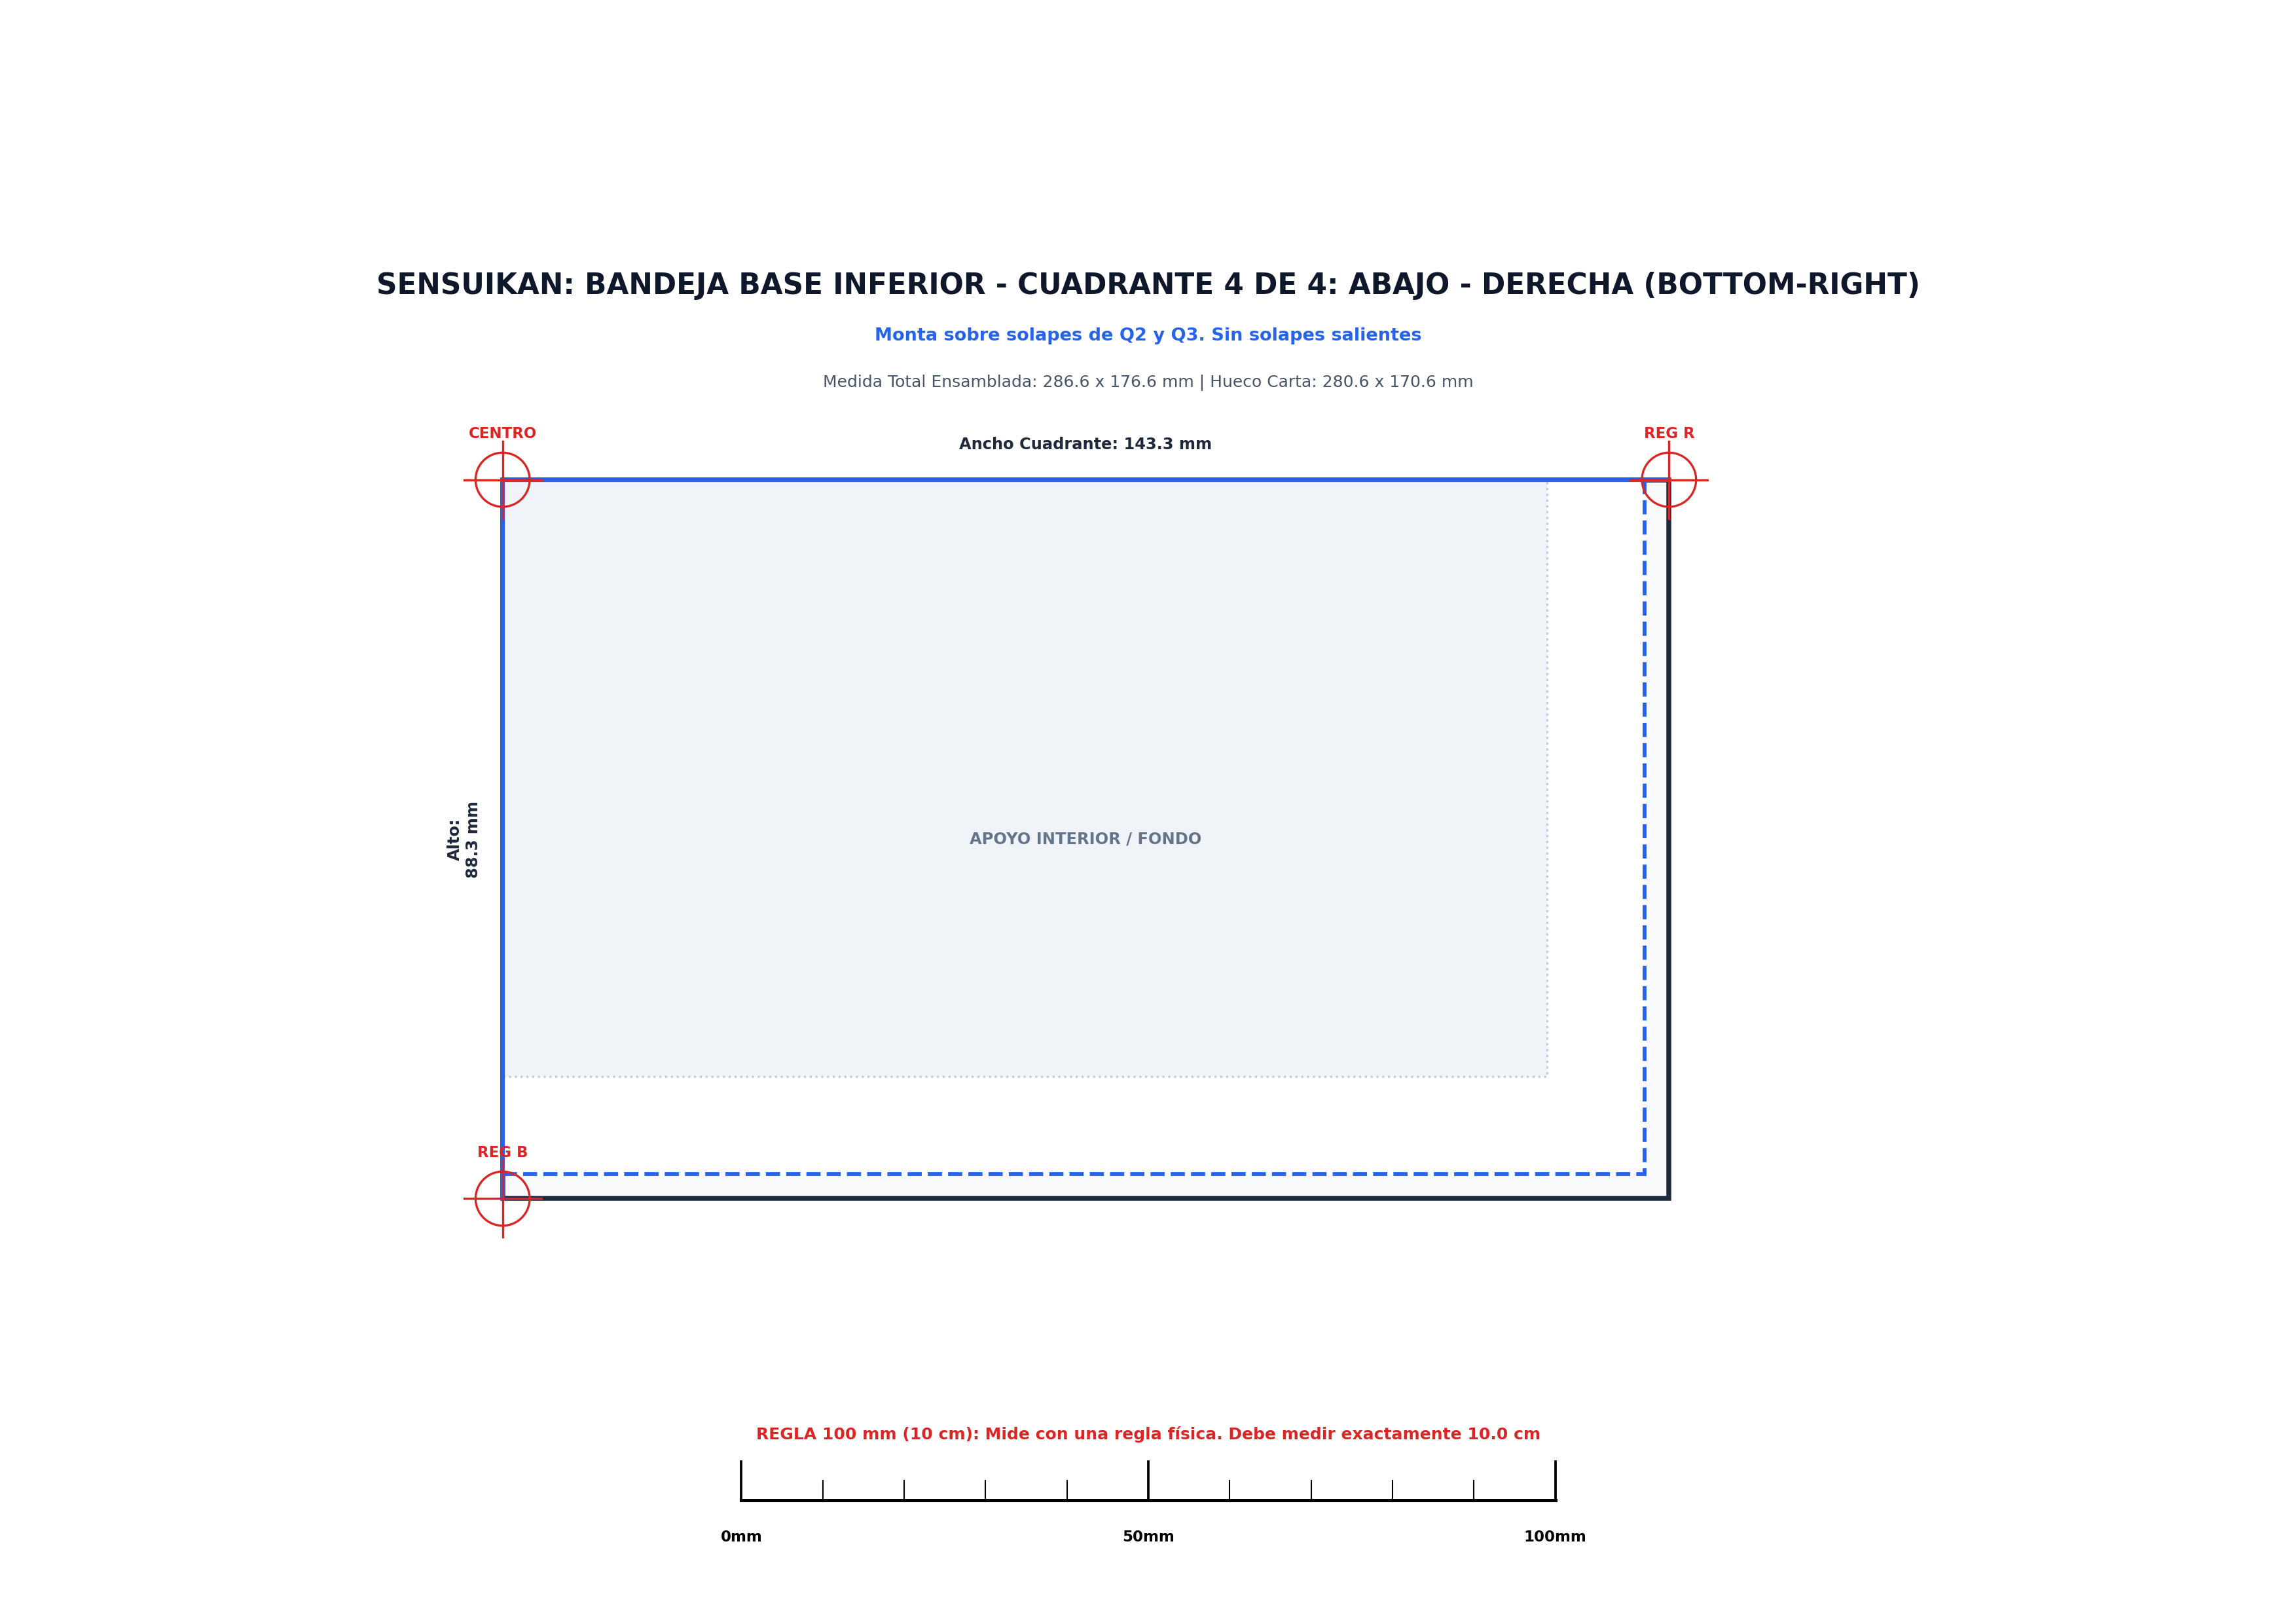 SENSUIKAN: BANDEJA BASE INFERIOR - CUADRANTE 4 DE 4: ABAJO - DERECHA (BOTTOM-RIGHT)
Monta sobre solapes de Q2 y Q3. Sin solapes salientes
Medida Total Ensamblada: 286.6 x 176.6 mm | Hueco Carta: 280.6 x 170.6 mm
CENTRO
REG R
Ancho Cuadrante: 143.3 mm
Alto:
88.3 mm
APOYO INTERIOR / FONDO
REG B
REGLA 100 mm (10 cm): Mide con una regla física. Debe medir exactamente 10.0 cm
0mm
50mm
100mm